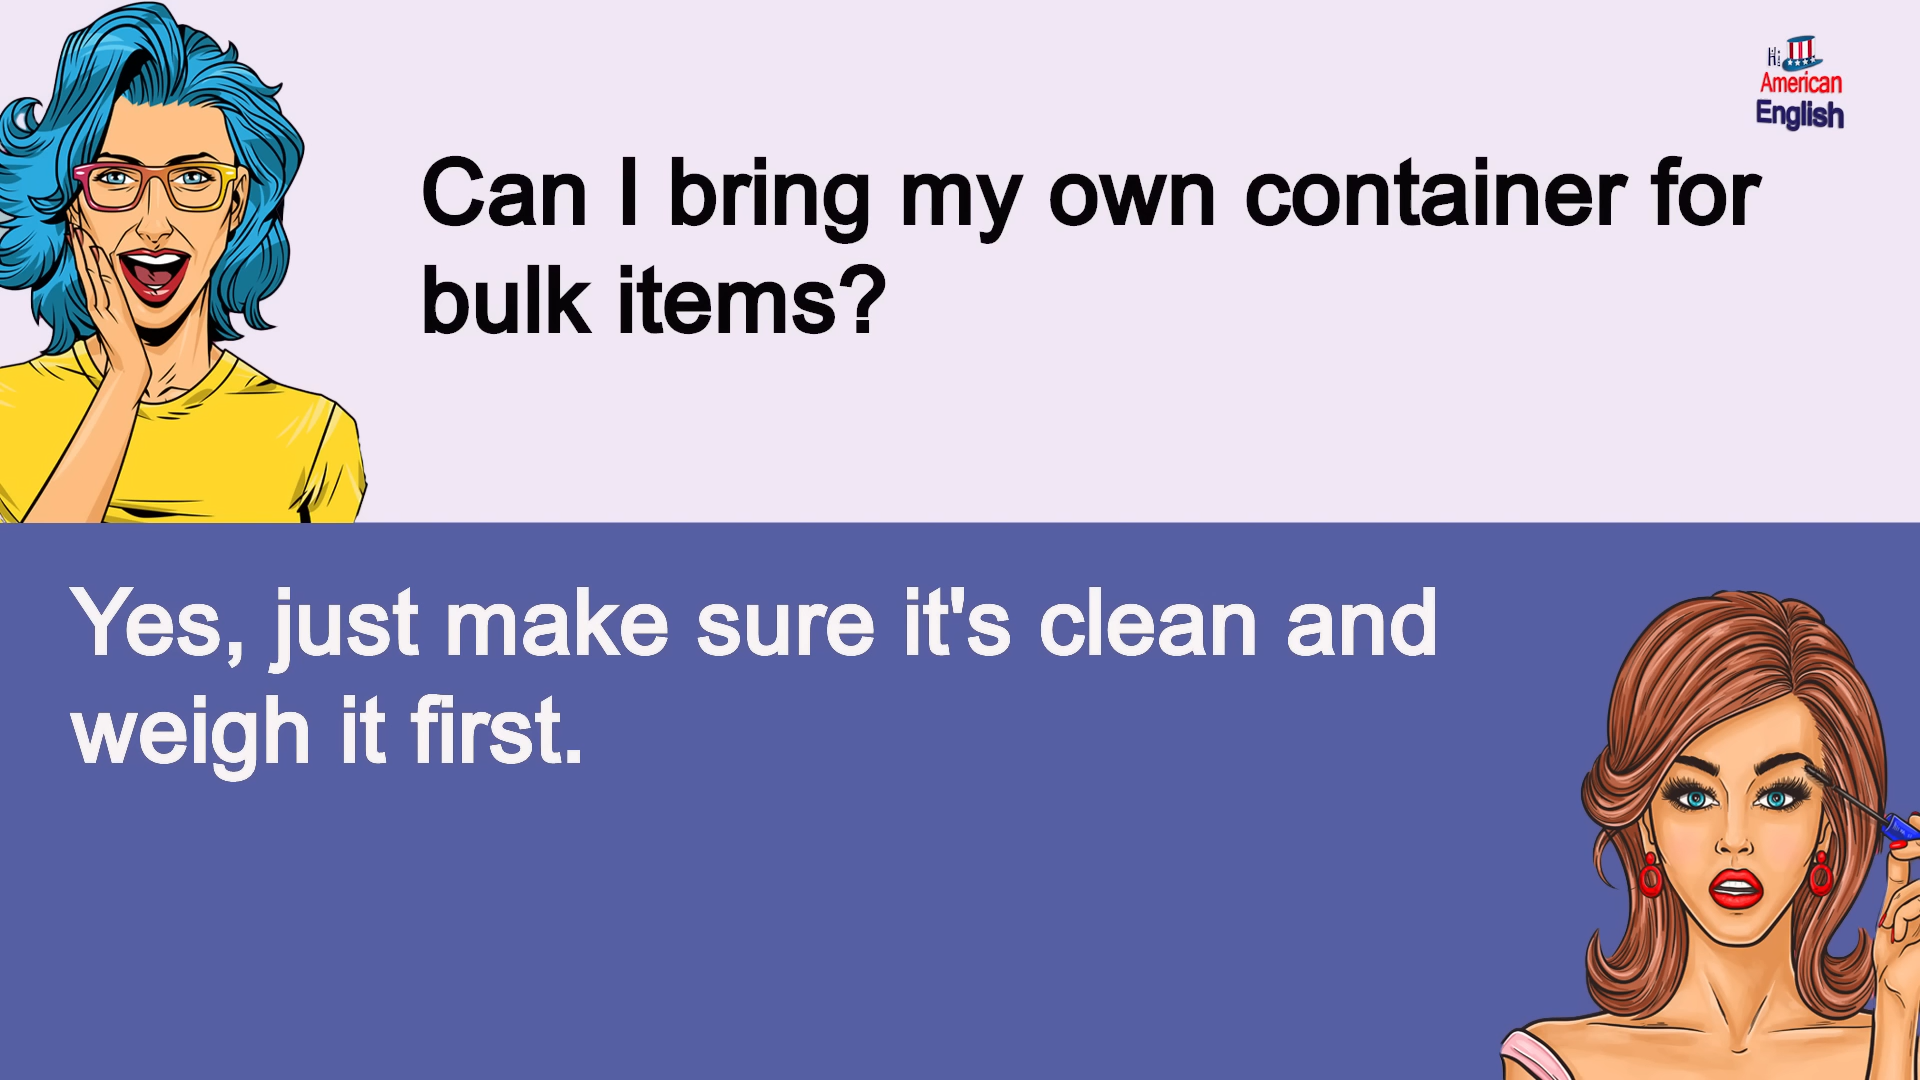 Hi
American
English
Can I bring my own container for
bulk items?
Yes, just make sure it's clean and
weigh it first.